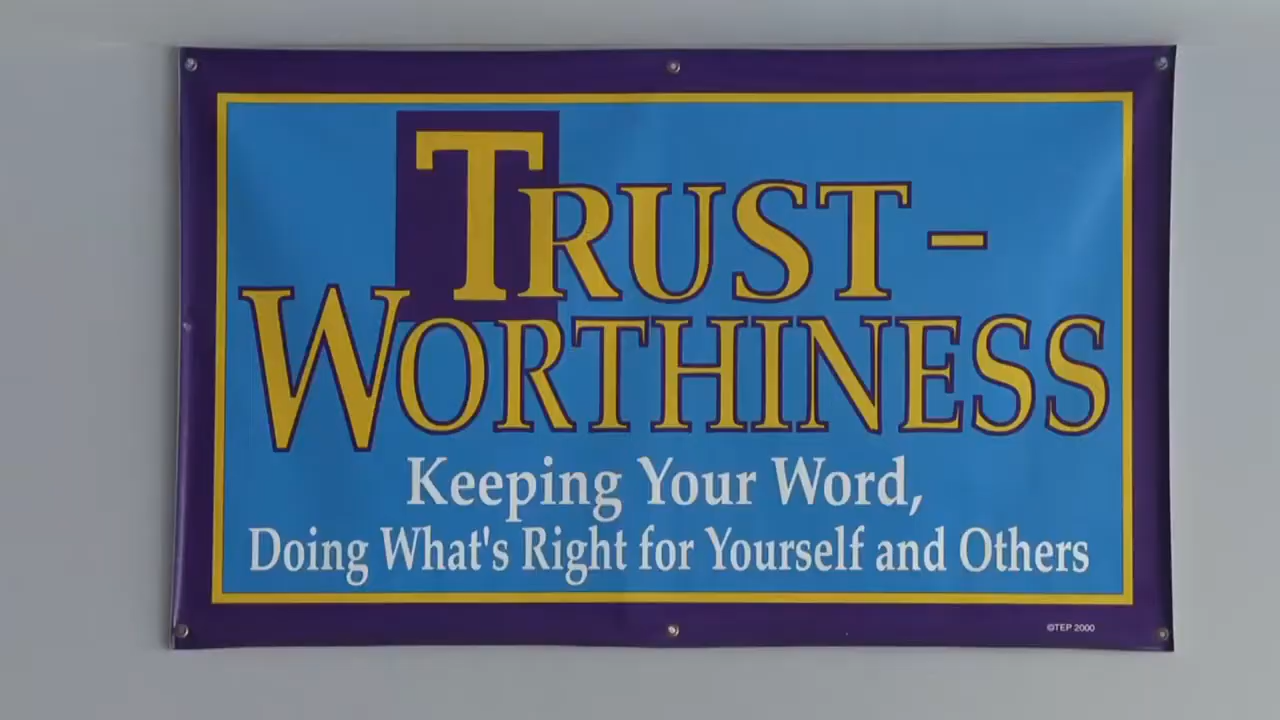 TRUST-
WORTHINESS
Keeping Your Word,
Doing What's Right for Yourself and Others
©TEP 2000